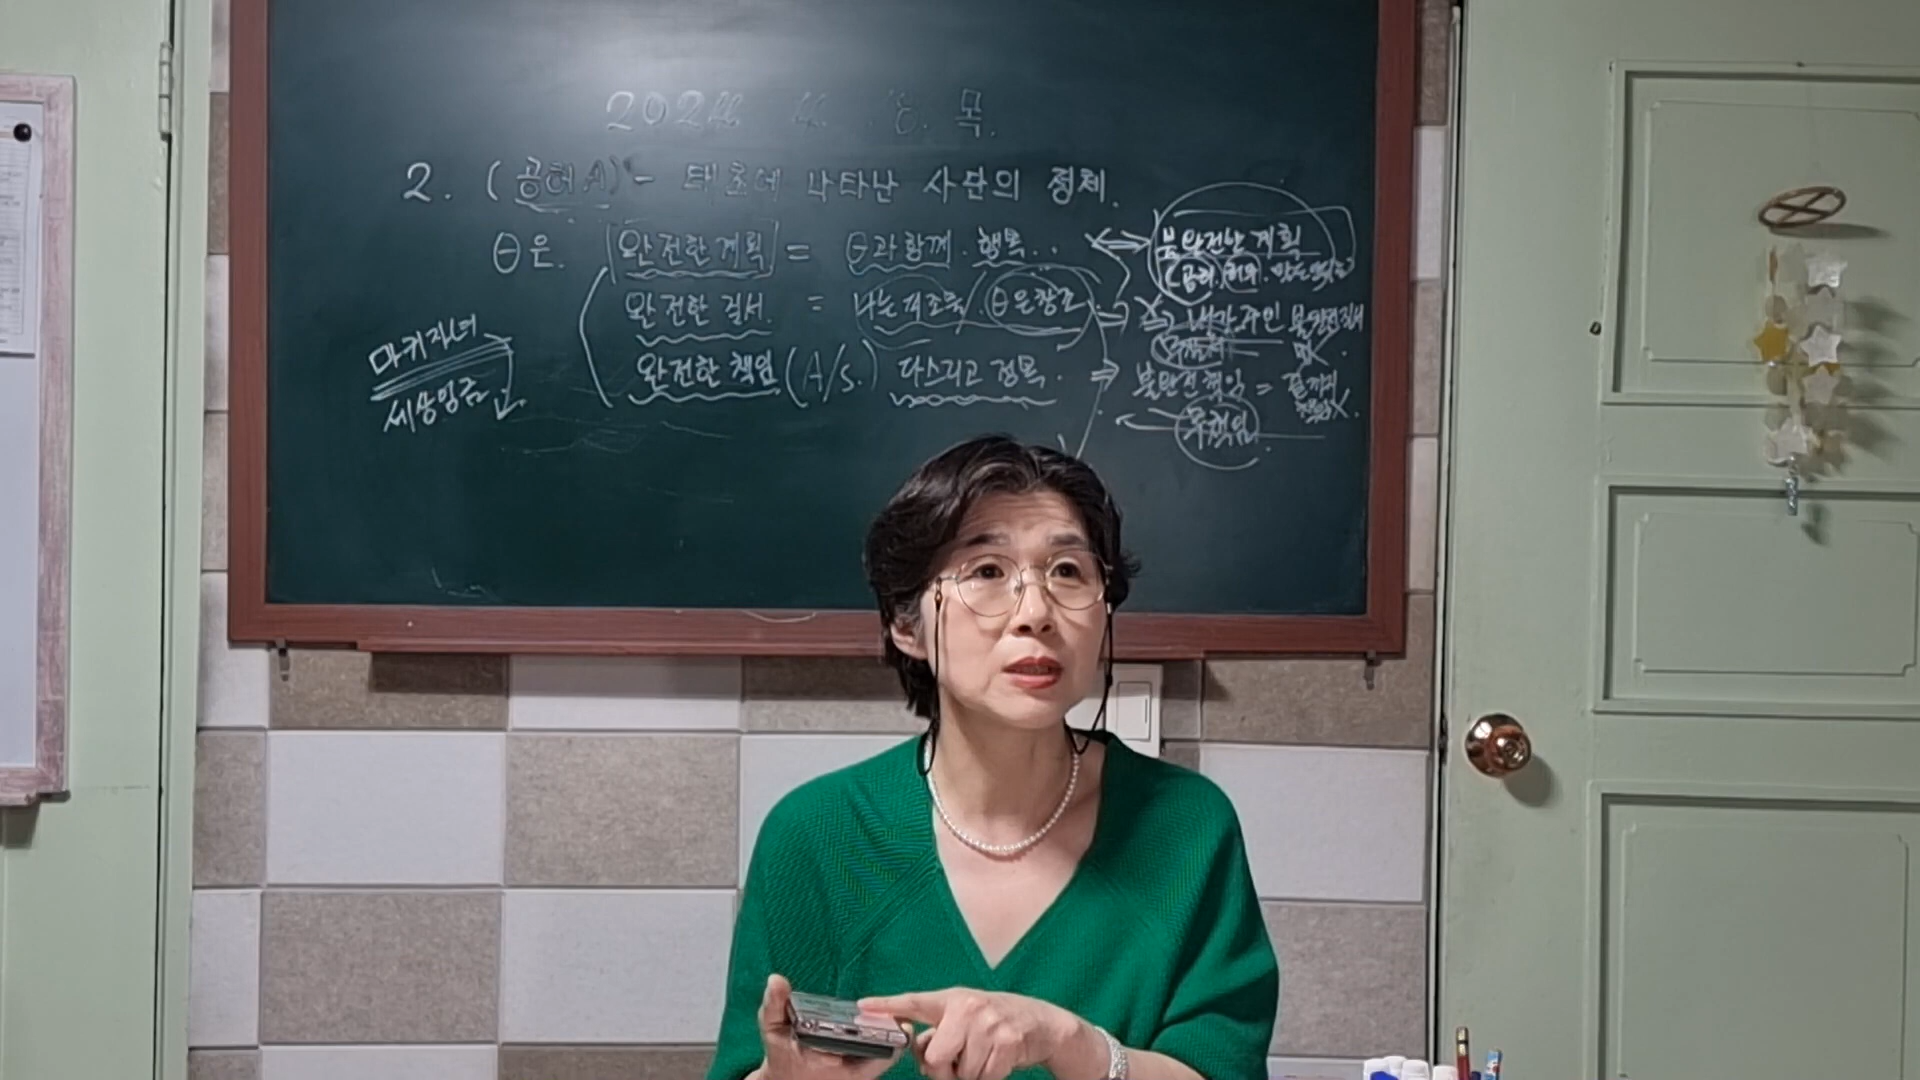 2024. 4. 18. 목.
2. (공허A) - 태초에 나타난 사단의 정체.
θ은. 완전한계획 = θ과함께. 행복.. ⟺ 불완전한 계획
(공허.
완전한 질서. = 나는 피조물 / θ은창조. ⇒ 내가 주인 불완전질서
완전한 책임 (A/S.) 다스리고 정복. ⇒ 불완전책임 =
무책임
마귀자녀
세상임금